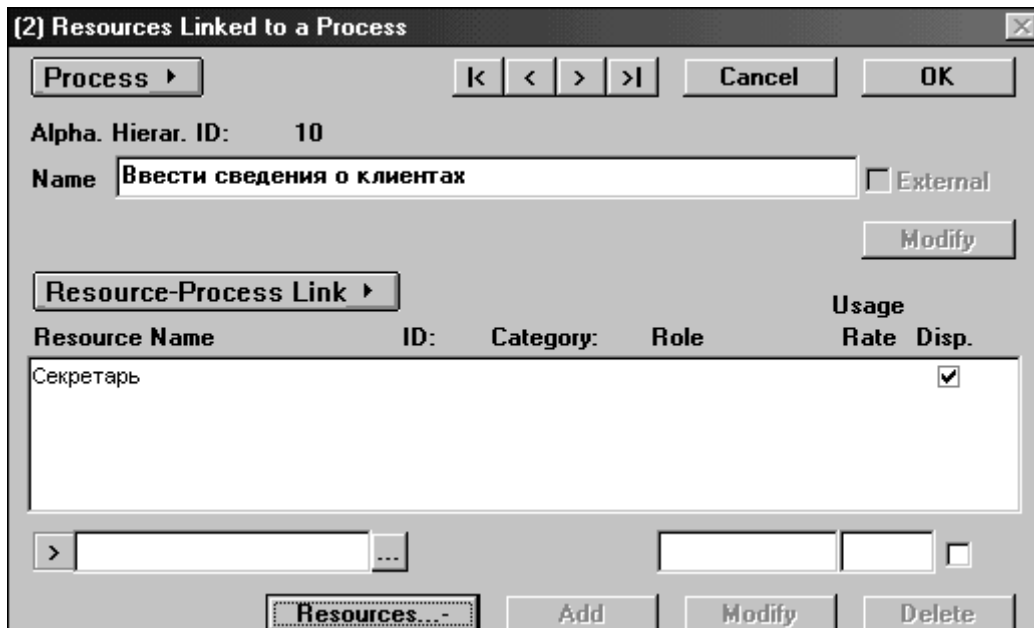 (2) Resources Linked to a Process
Process
|< < > >| Cancel OK
Alpha. Hierar. ID: 10
Name Ввести сведения о клиентах External
Modify
Resource-Process Link
Usage
Resource Name ID: Category: Role Rate Disp.
Секретарь
> ...
Resources...- Add Modify Delete